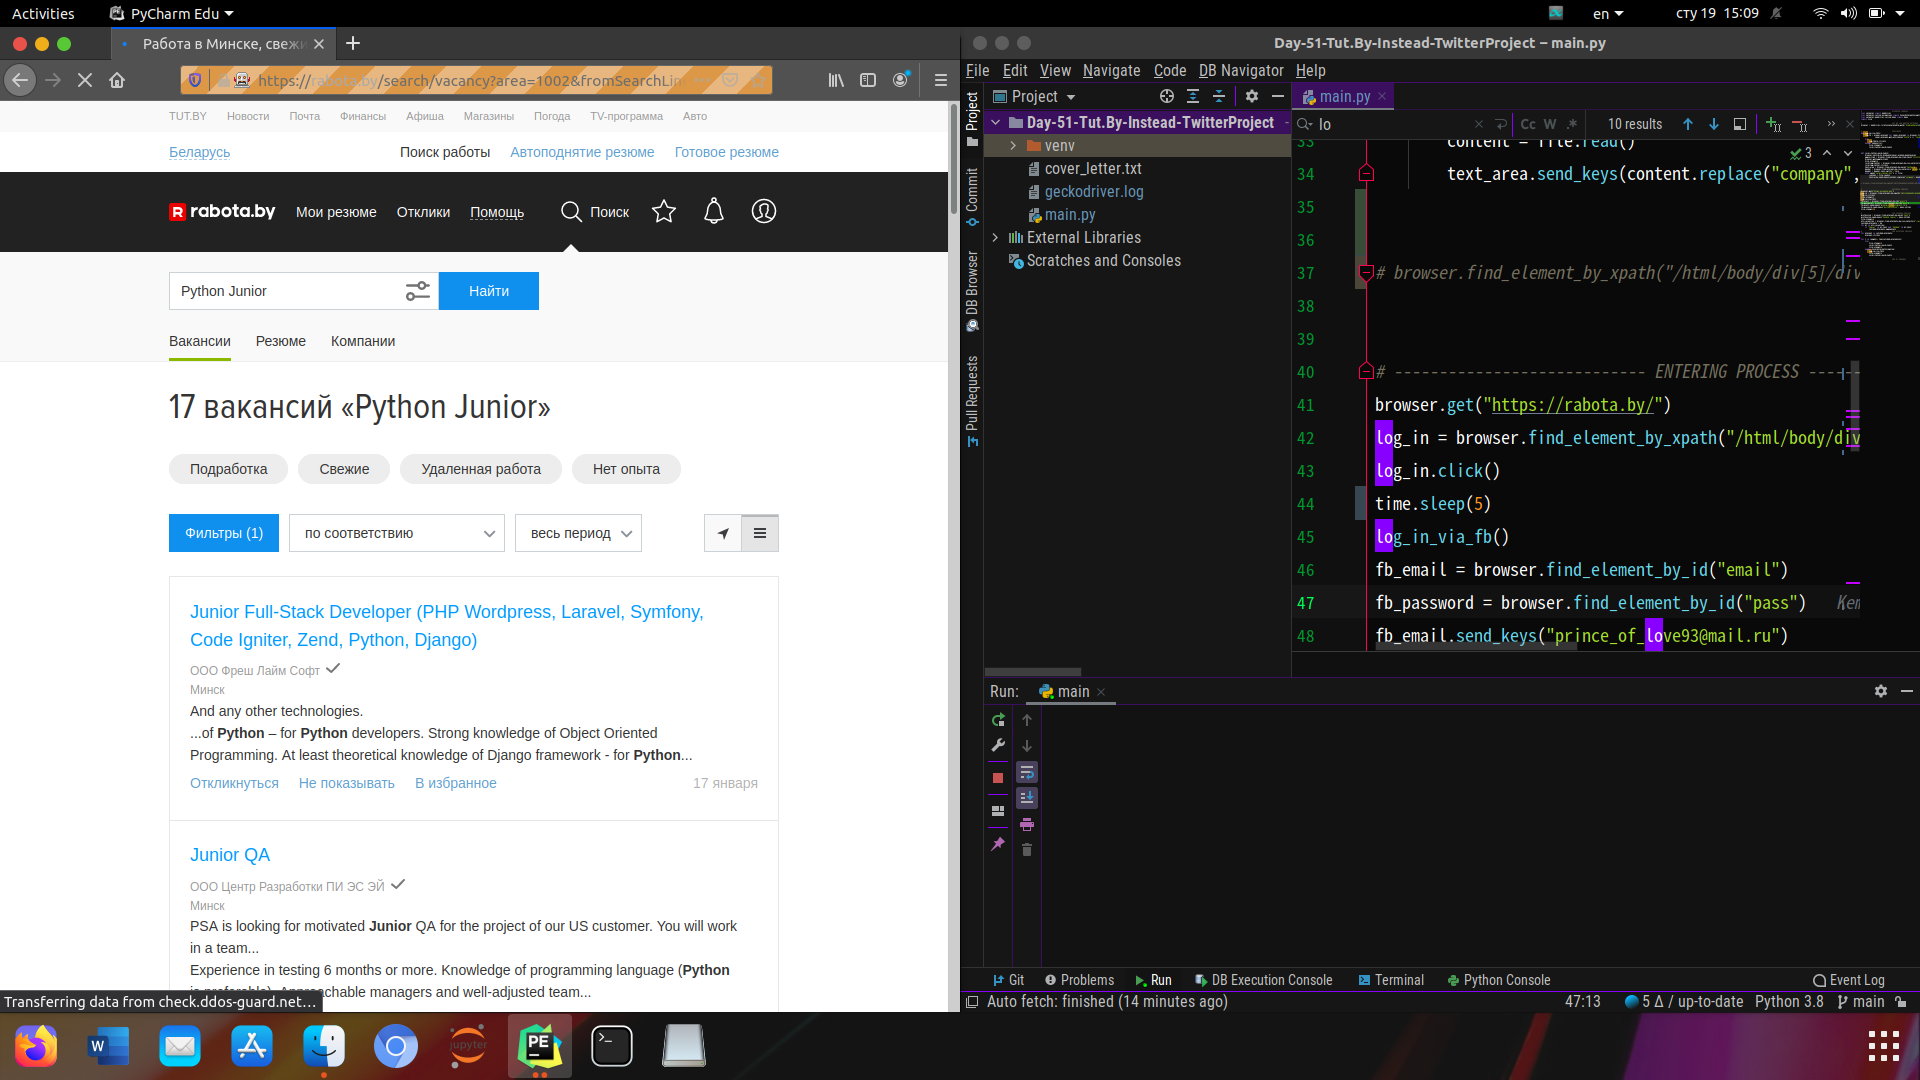 Activities
PyCharm Edu
en
сту 19 15:09
Работа в Минске, свежи
https://rabota.by/search/vacancy?area=1002&fromSearchLin
TUT.BY Новости Почта Финансы Афиша Магазины Погода TV-программа Авто
Беларусь Поиск работы Автоподнятие резюме Готовое резюме
rabota.by Мои резюме Отклики Помощь Поиск
Python Junior Найти
Вакансии Резюме Компании
17 вакансий «Python Junior»
Подработка Свежие Удаленная работа Нет опыта
Фильтры (1) по соответствию весь период
Junior Full-Stack Developer (PHP Wordpress, Laravel, Symfony,
Code Igniter, Zend, Python, Django)
ООО Фреш Лайм Софт
Минск
And any other technologies.
...of Python – for Python developers. Strong knowledge of Object Oriented
Programming. At least theoretical knowledge of Django framework - for Python...
Откликнуться Не показывать В избранное 17 января
Junior QA
ООО Центр Разработки ПИ ЭС ЭЙ
Минск
PSA is looking for motivated Junior QA for the project of our US customer. You will work
in a team...
Experience in testing 6 months or more. Knowledge of programming language (Python
managers and well-adjusted team...
Transferring data from check.ddos-guard.net...
Day-51-Tut.By-Instead-TwitterProject – main.py
File Edit View Navigate Code DB Navigator Help
Project
main.py
Project
Commit
DB Browser
Pull Requests
Day-51-Tut.By-Instead-TwitterProject
venv
cover_letter.txt
geckodriver.log
main.py
External Libraries
Scratches and Consoles
lo Cc W .* 10 results
3
33 content = file.read()
34 text_area.send_keys(content.replace("company",
35
36
37 # browser.find_element_by_xpath("/html/body/div[5]/div
38
39
40 # ---------------------------- ENTERING PROCESS ------
41 browser.get("https://rabota.by/")
42 log_in = browser.find_element_by_xpath("/html/body/div
43 log_in.click()
44 time.sleep(5)
45 log_in_via_fb()
46 fb_email = browser.find_element_by_id("email")
47 fb_password = browser.find_element_by_id("pass") Kem
48 fb_email.send_keys("prince_of_love93@mail.ru")
Run: main
Git Problems Run DB Execution Console Terminal Python Console Event Log
Auto fetch: finished (14 minutes ago) 47:13 5 Δ / up-to-date Python 3.8 main
W
jupyter
PE